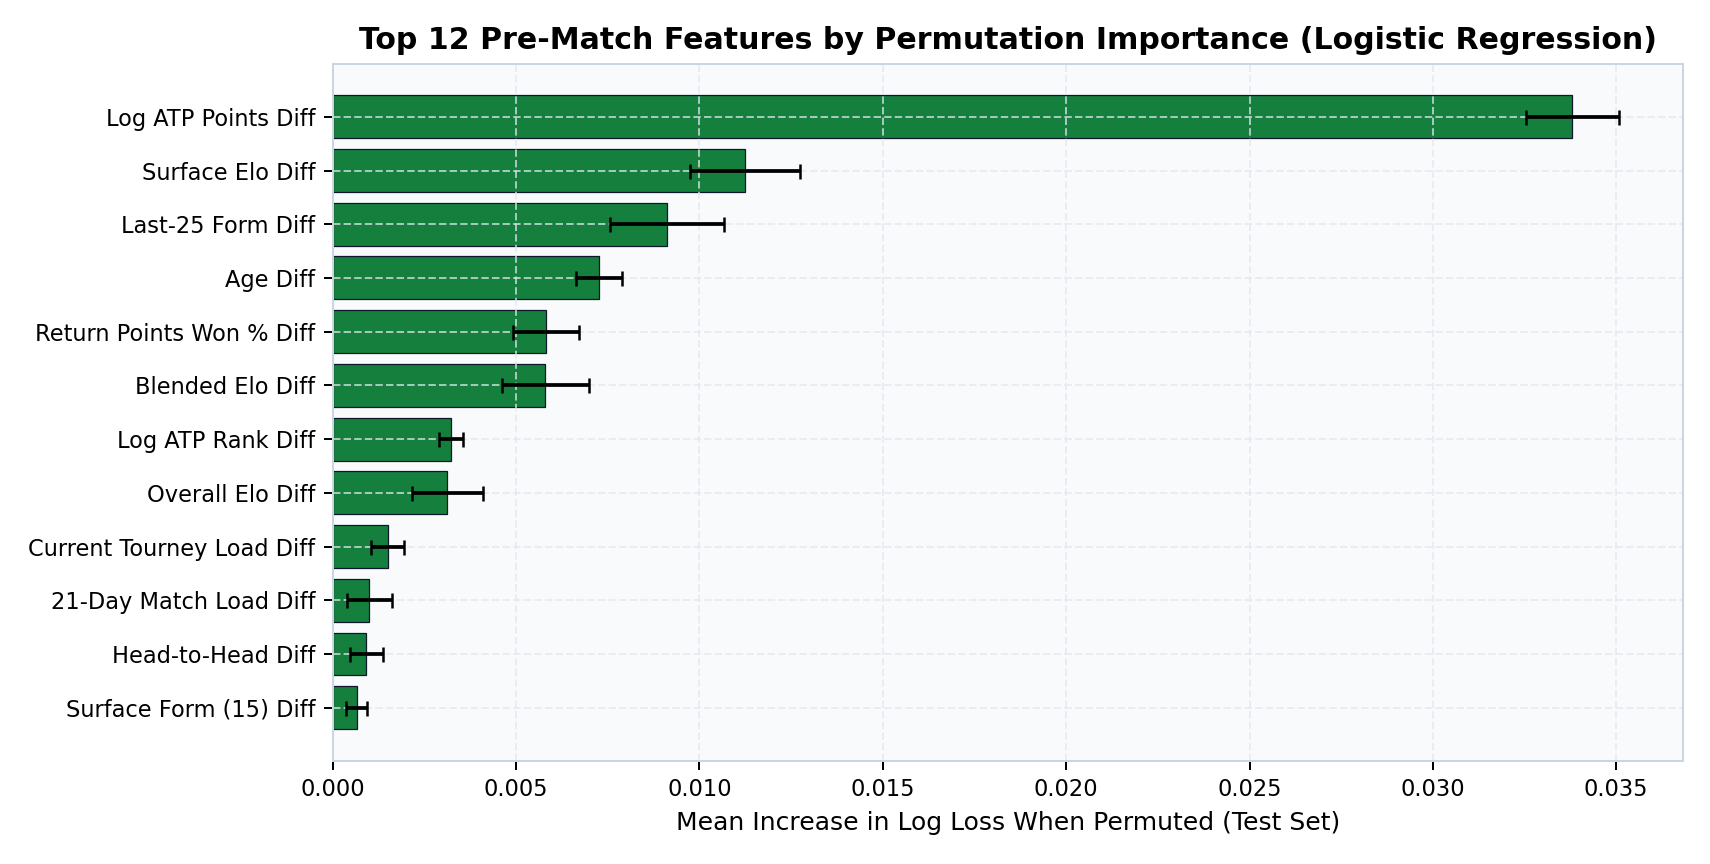 Top 12 Pre-Match Features by Permutation Importance (Logistic Regression)
Log ATP Points Diff
Surface Elo Diff
Last-25 Form Diff
Age Diff
Return Points Won % Diff
Blended Elo Diff
Log ATP Rank Diff
Overall Elo Diff
Current Tourney Load Diff
21-Day Match Load Diff
Head-to-Head Diff
Surface Form (15) Diff
0.000 0.005 0.010 0.015 0.020 0.025 0.030 0.035
Mean Increase in Log Loss When Permuted (Test Set)